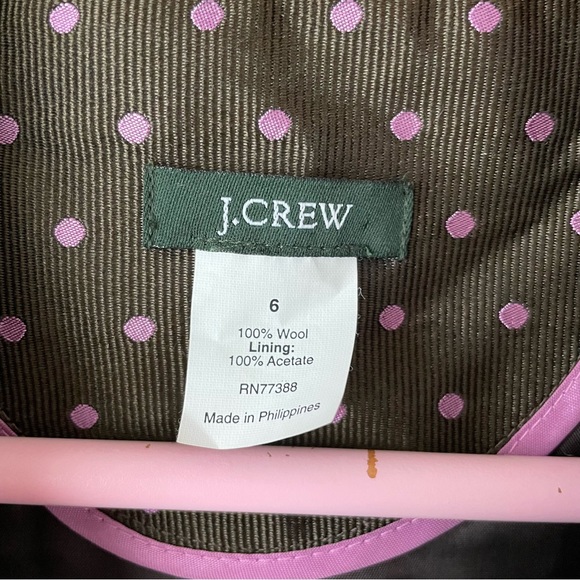 J.CREW
6
100% Wool
Lining:
100% Acetate
RN77388
Made in Philippines